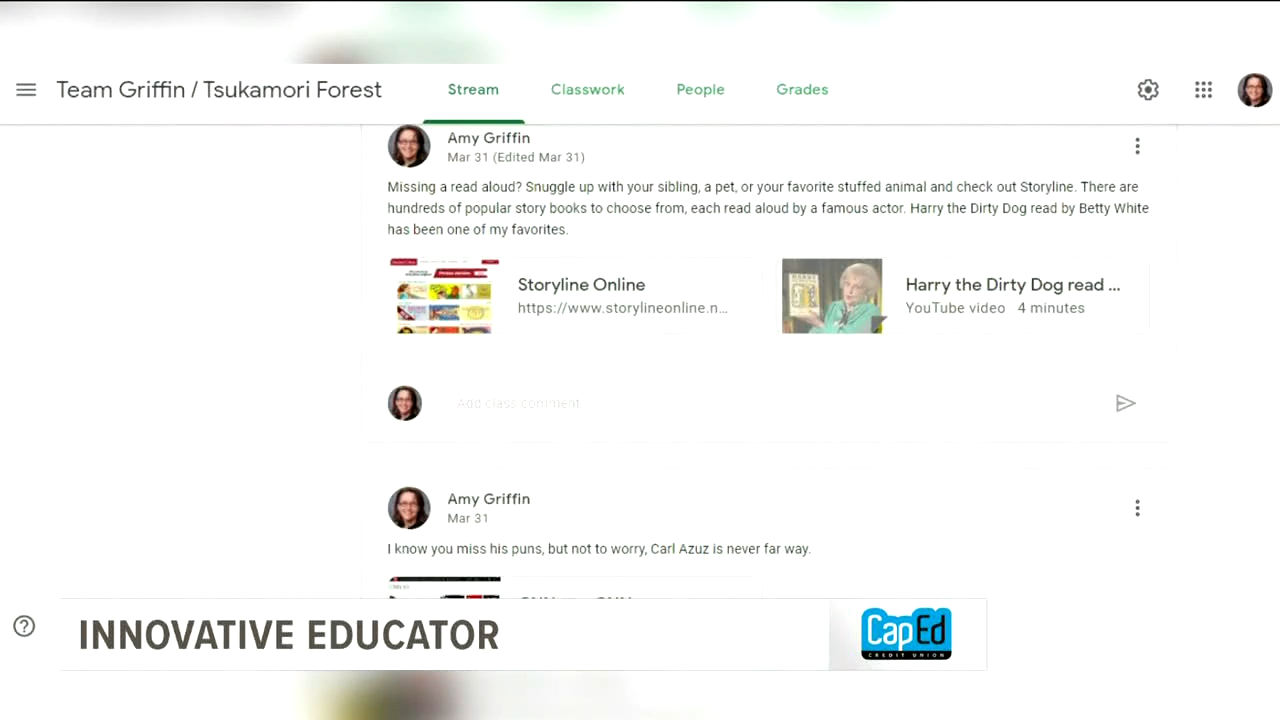 Team Griffin / Tsukamori Forest
Stream
Classwork
People
Grades
Amy Griffin
Mar 31 (Edited Mar 31)
Missing a read aloud? Snuggle up with your sibling, a pet, or your favorite stuffed animal and check out Storyline. There are
hundreds of popular story books to choose from, each read aloud by a famous actor. Harry the Dirty Dog read by Betty White
has been one of my favorites.
Storyline Online
https://www.storylineonline.n...
Harry the Dirty Dog read ...
YouTube video 4 minutes
Add class comment
Amy Griffin
Mar 31
I know you miss his puns, but not to worry, Carl Azuz is never far way.
INNOVATIVE EDUCATOR
CapEd
CREDIT UNION